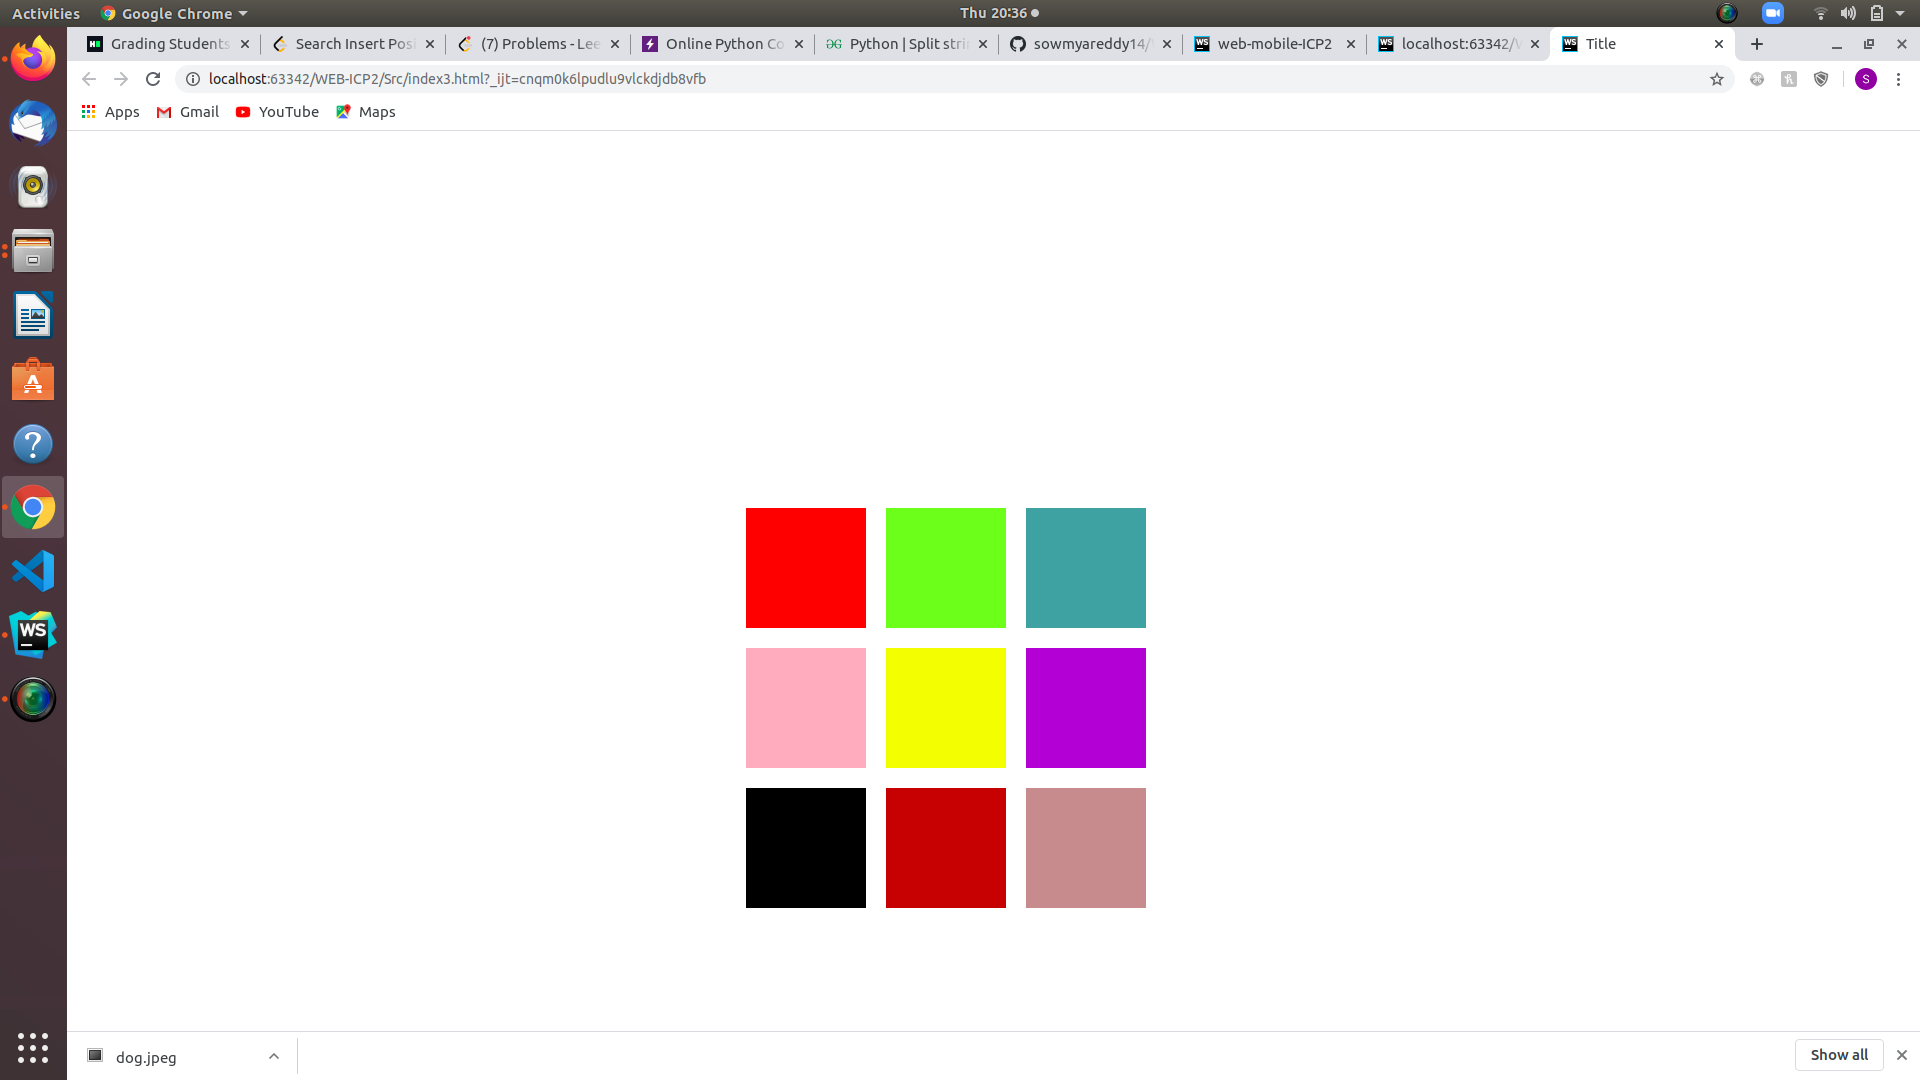 Activities Google Chrome Thu 20:36
Grading Students Search Insert Posi (7) Problems - Lee Online Python Co Python | Split stri sowmyareddy14/ web-mobile-ICP2 localhost:63342/ Title
localhost:63342/WEB-ICP2/Src/index3.html?_ijt=cnqm0k6lpudlu9vlckdjdb8vfb S
Apps Gmail YouTube Maps
WS
dog.jpeg Show all